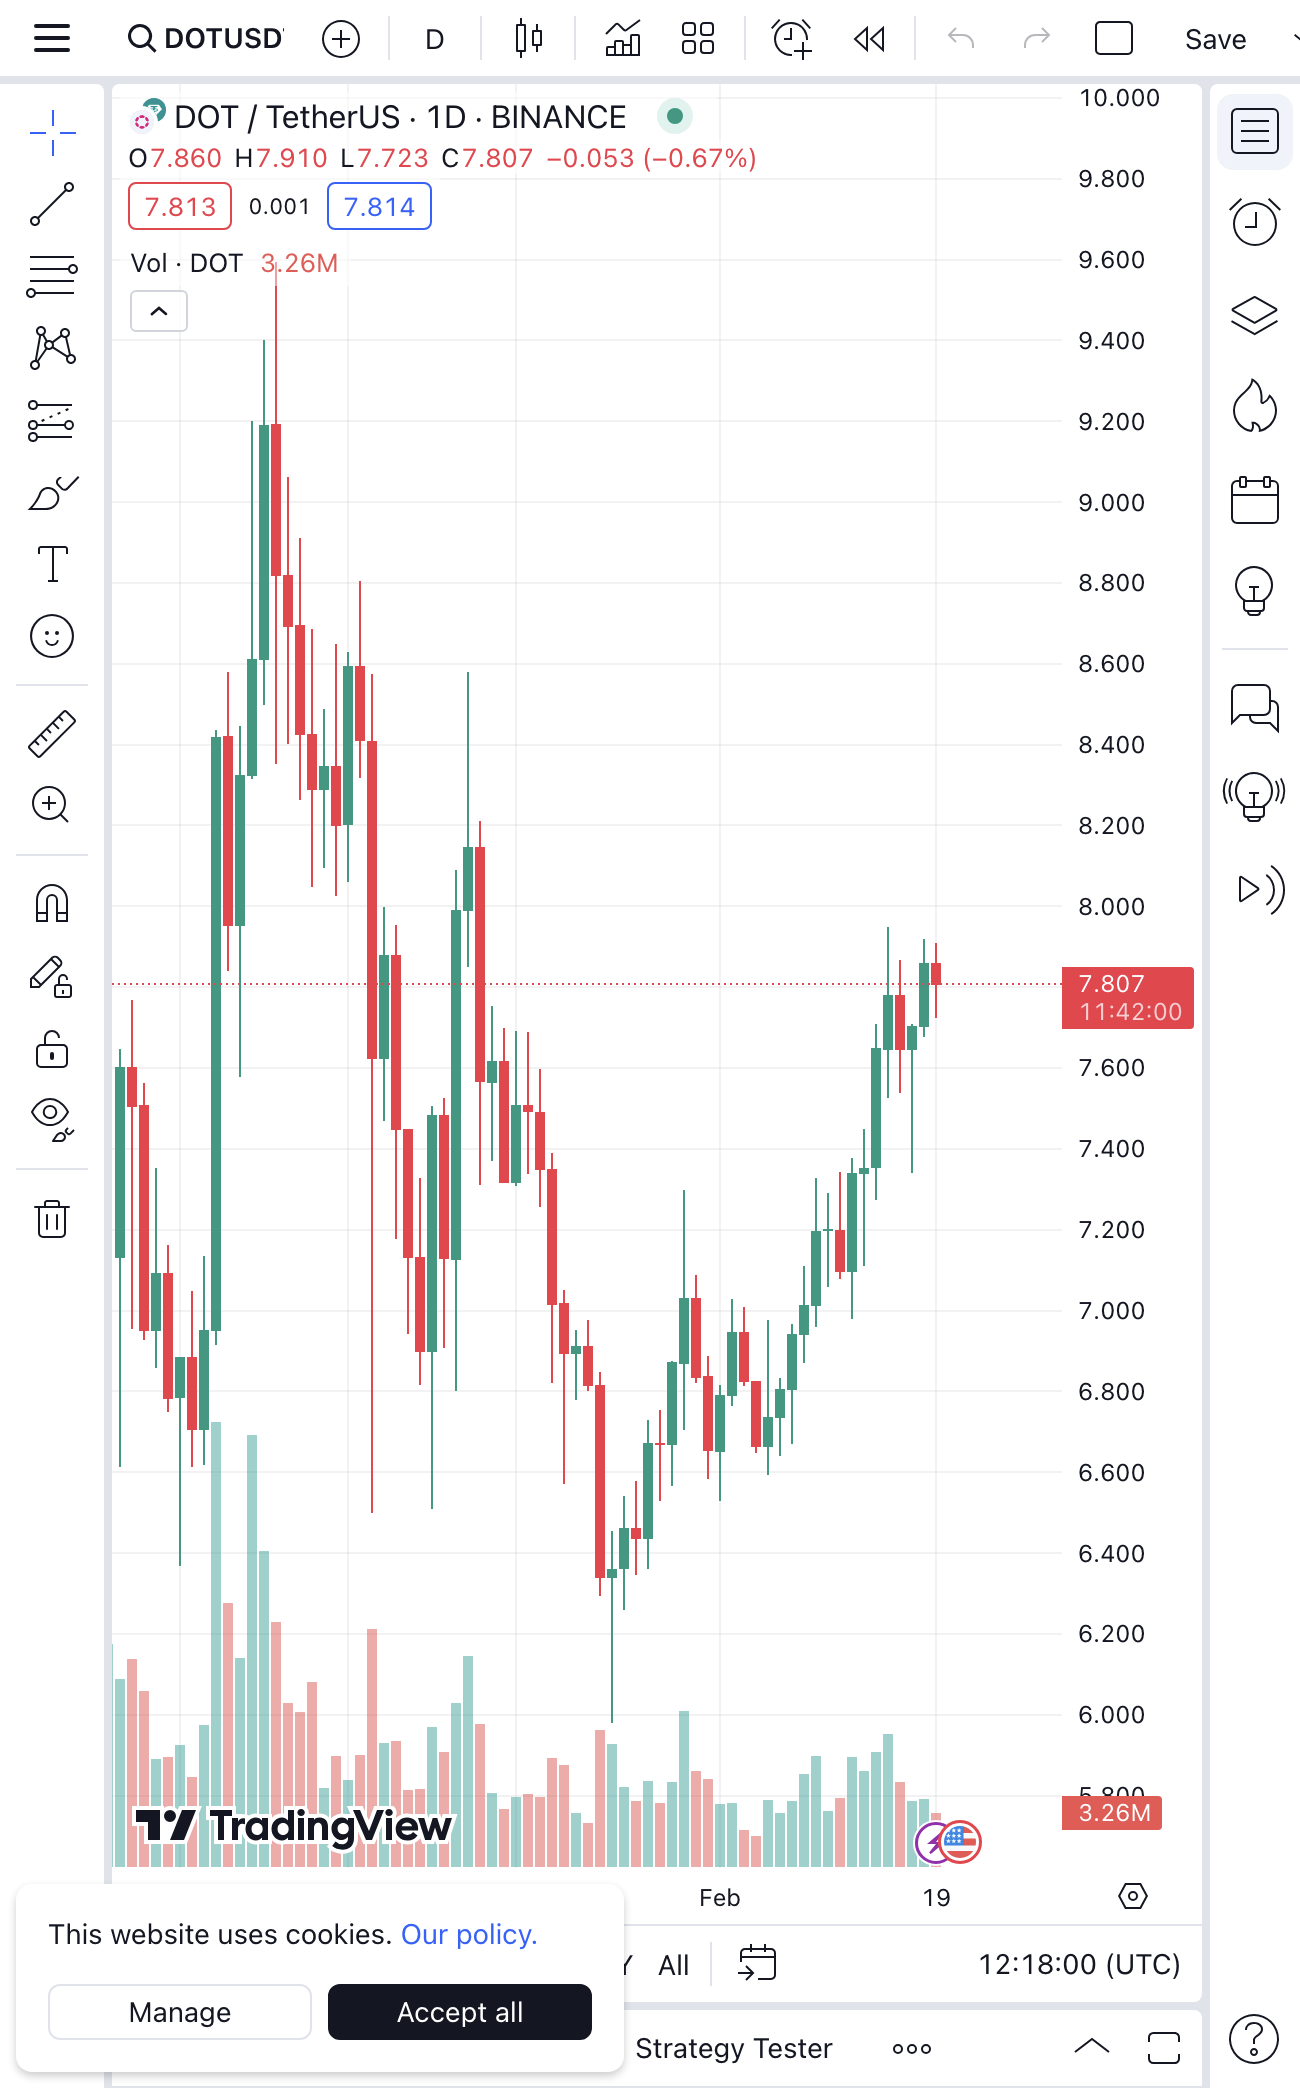 DOTUSD
D
Save
DOT / TetherUS · 1D · BINANCE
O7.860 H7.910 L7.723 C7.807 −0.053 (−0.67%)
7.813 0.001 7.814
Vol · DOT 3.26M
10.000
9.800
9.600
9.400
9.200
9.000
8.800
8.600
8.400
8.200
8.000
7.807
11:42:00
7.600
7.400
7.200
7.000
6.800
6.600
6.400
6.200
6.000
5.800
3.26M
TradingView
Feb 19
This website uses cookies. Our policy.
Manage Accept all
Y All 12:18:00 (UTC)
Strategy Tester